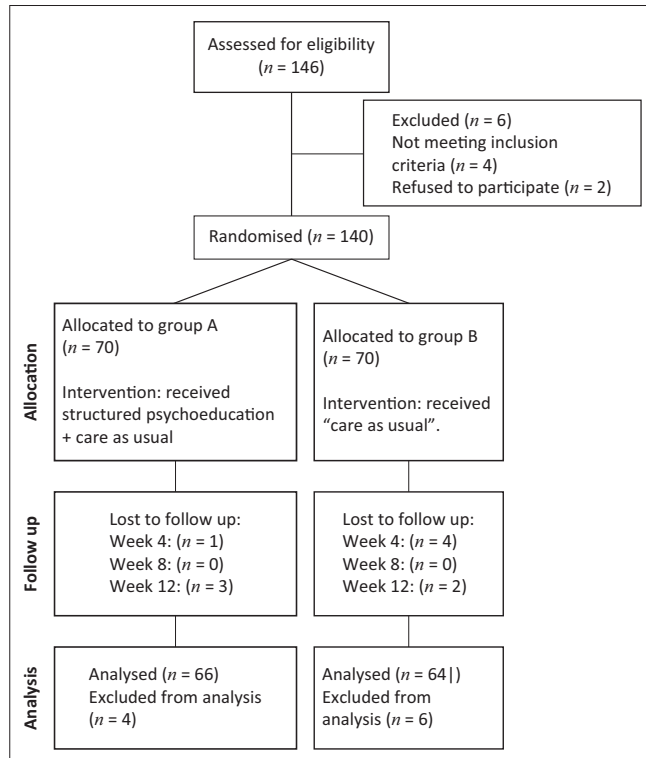 Assessed for eligibility
(n = 146)
Excluded (n = 6)
Not meeting inclusion
criteria (n = 4)
Refused to participate (n = 2)
Randomised (n = 140)
Allocation
Allocated to group A
(n = 70)
Intervention: received
structured psychoeducation
+ care as usual
Allocated to group B
(n = 70)
Intervention: received
“care as usual”.
Follow up
Lost to follow up:
Week 4: (n = 1)
Week 8: (n = 0)
Week 12: (n = 3)
Lost to follow up:
Week 4: (n = 4)
Week 8: (n = 0)
Week 12: (n = 2)
Analysis
Analysed (n = 66)
Excluded from analysis
(n = 4)
Analysed (n = 64|)
Excluded from
analysis (n = 6)